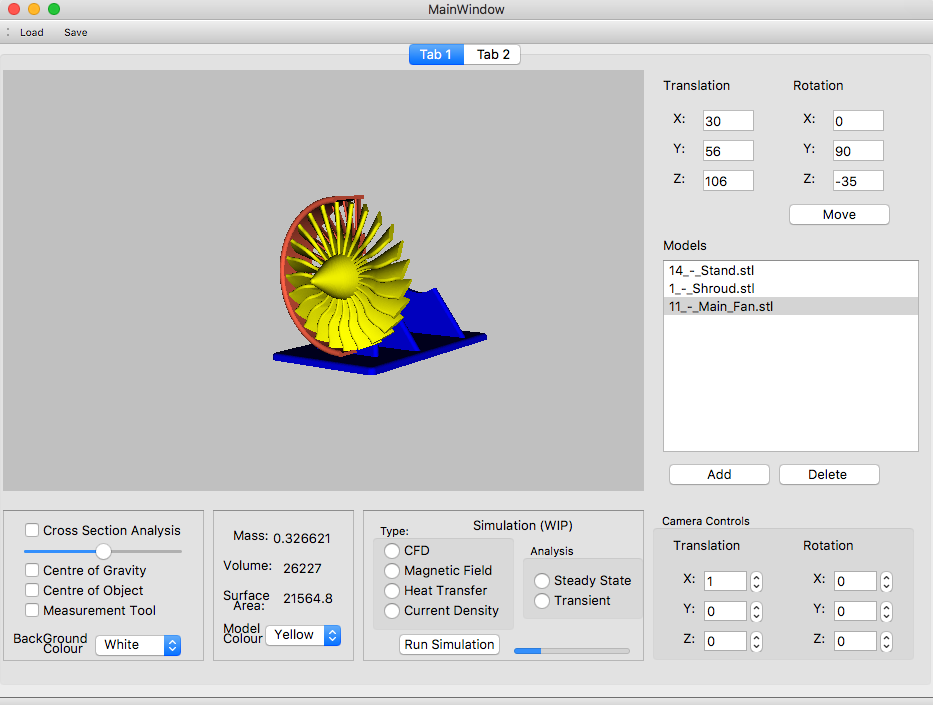 MainWindow
Load Save
Tab 1 Tab 2
Translation Rotation
X: 30 X: 0
Y: 56 Y: 90
Z: 106 Z: -35
Move
Models
14_-_Stand.stl
1_-_Shroud.stl
11_-_Main_Fan.stl
Add Delete
Cross Section Analysis
Centre of Gravity
Centre of Object
Measurement Tool
BackGround
Colour
White
Mass: 0.326621
Volume: 26227
Surface
Area:
21564.8
Model
Colour
Yellow
Simulation (WIP)
Type:
CFD
Magnetic Field
Heat Transfer
Current Density
Analysis
Steady State
Transient
Run Simulation
Camera Controls
Translation Rotation
X: 1 X: 0
Y: 0 Y: 0
Z: 0 Z: 0